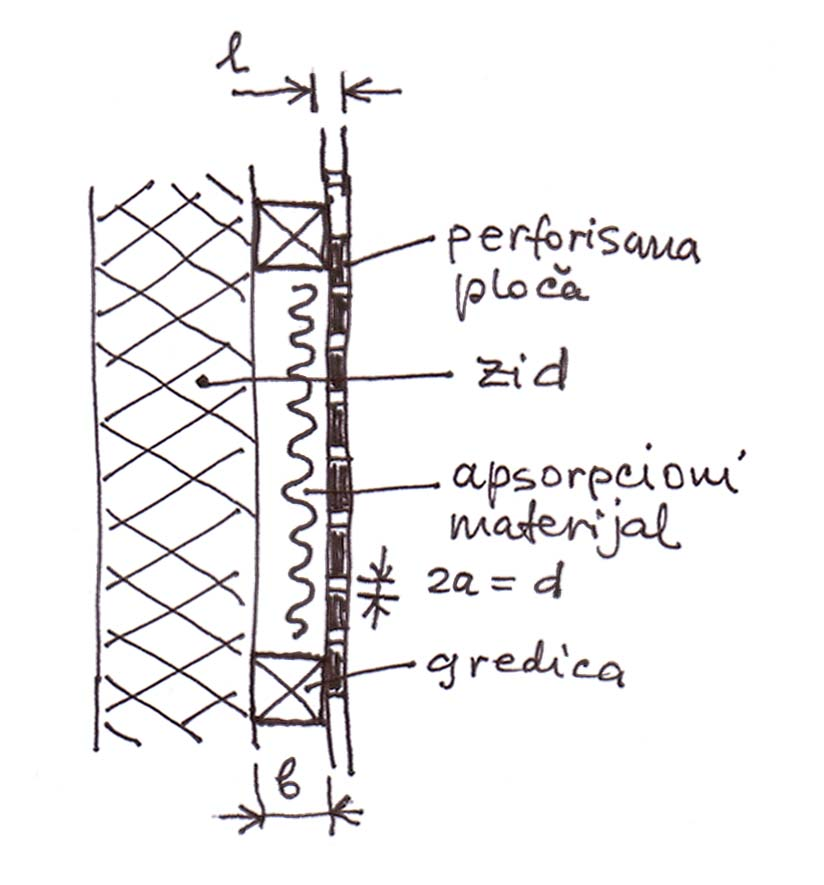 l
perforisana
ploča
zid
apsorpcioni
materijal
2a = d
gredica
b